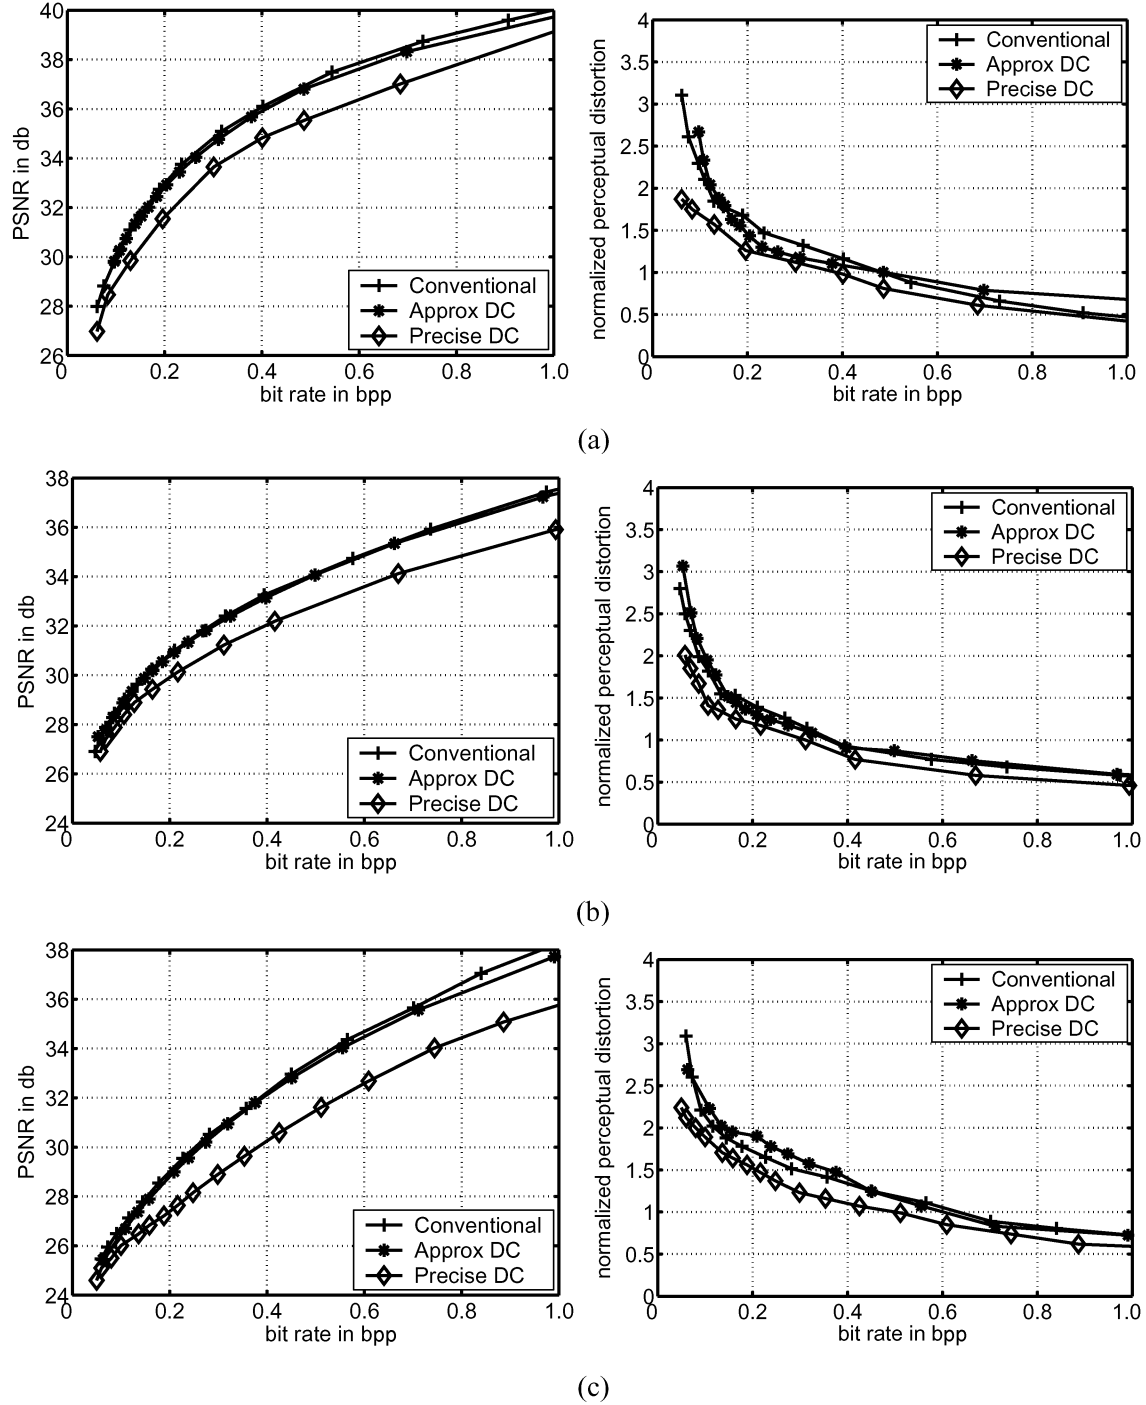 40
38
36
34
32
30
28
26
PSNR in db
0
0.2
0.4
0.6
0.8
1.0
bit rate in bpp
Conventional
Approx DC
Precise DC
4
3.5
3
2.5
2
1.5
1
0.5
0
normalized perceptual distortion
0
0.2
0.4
0.6
0.8
1.0
bit rate in bpp
Conventional
Approx DC
Precise DC
(a)
38
36
34
32
30
28
26
24
PSNR in db
0
0.2
0.4
0.6
0.8
1.0
bit rate in bpp
Conventional
Approx DC
Precise DC
4
3.5
3
2.5
2
1.5
1
0.5
0
normalized perceptual distortion
0
0.2
0.4
0.6
0.8
1.0
bit rate in bpp
Conventional
Approx DC
Precise DC
(b)
38
36
34
32
30
28
26
24
PSNR in db
0
0.2
0.4
0.6
0.8
1.0
bit rate in bpp
Conventional
Approx DC
Precise DC
4
3.5
3
2.5
2
1.5
1
0.5
0
normalized perceptual distortion
0
0.2
0.4
0.6
0.8
1.0
bit rate in bpp
Conventional
Approx DC
Precise DC
(c)